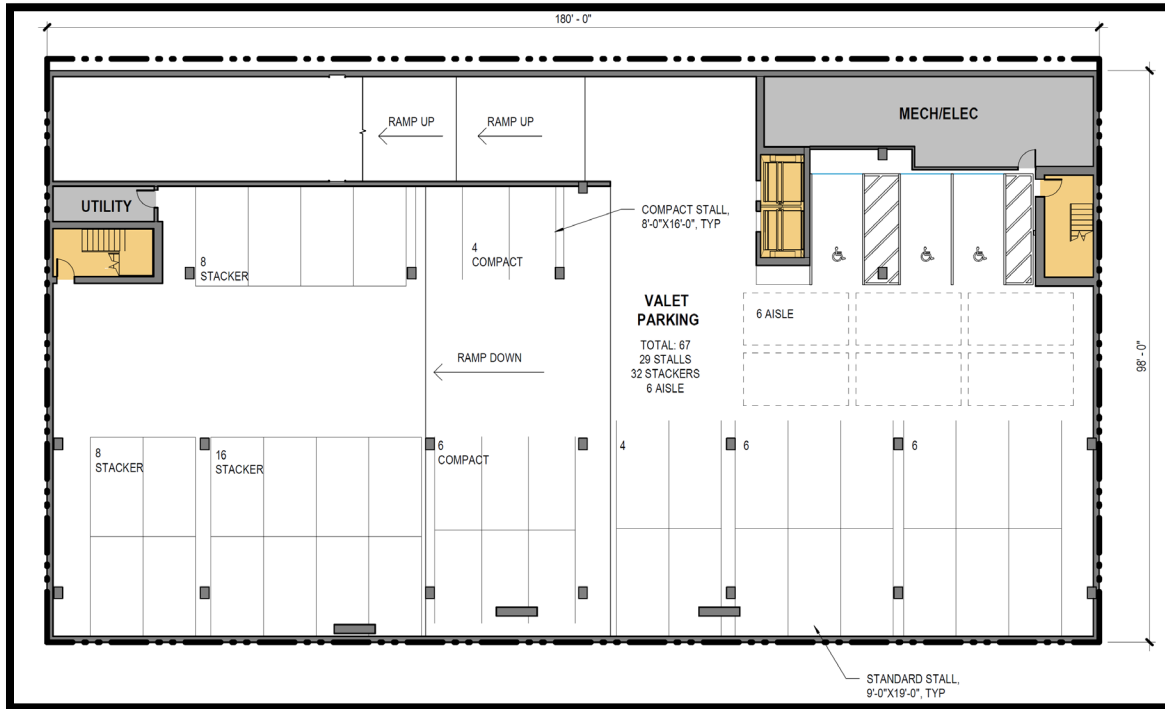 180' - 0"
RAMP UP
RAMP UP
MECH/ELEC
UTILITY
COMPACT STALL,
8'-0"X16'-0", TYP
4
COMPACT
8
STACKER
VALET
PARKING
TOTAL: 67
29 STALLS
32 STACKERS
6 AISLE
6 AISLE
RAMP DOWN
98' - 0"
8
STACKER
16
STACKER
6
COMPACT
4
6
6
STANDARD STALL,
9'-0"X19'-0", TYP